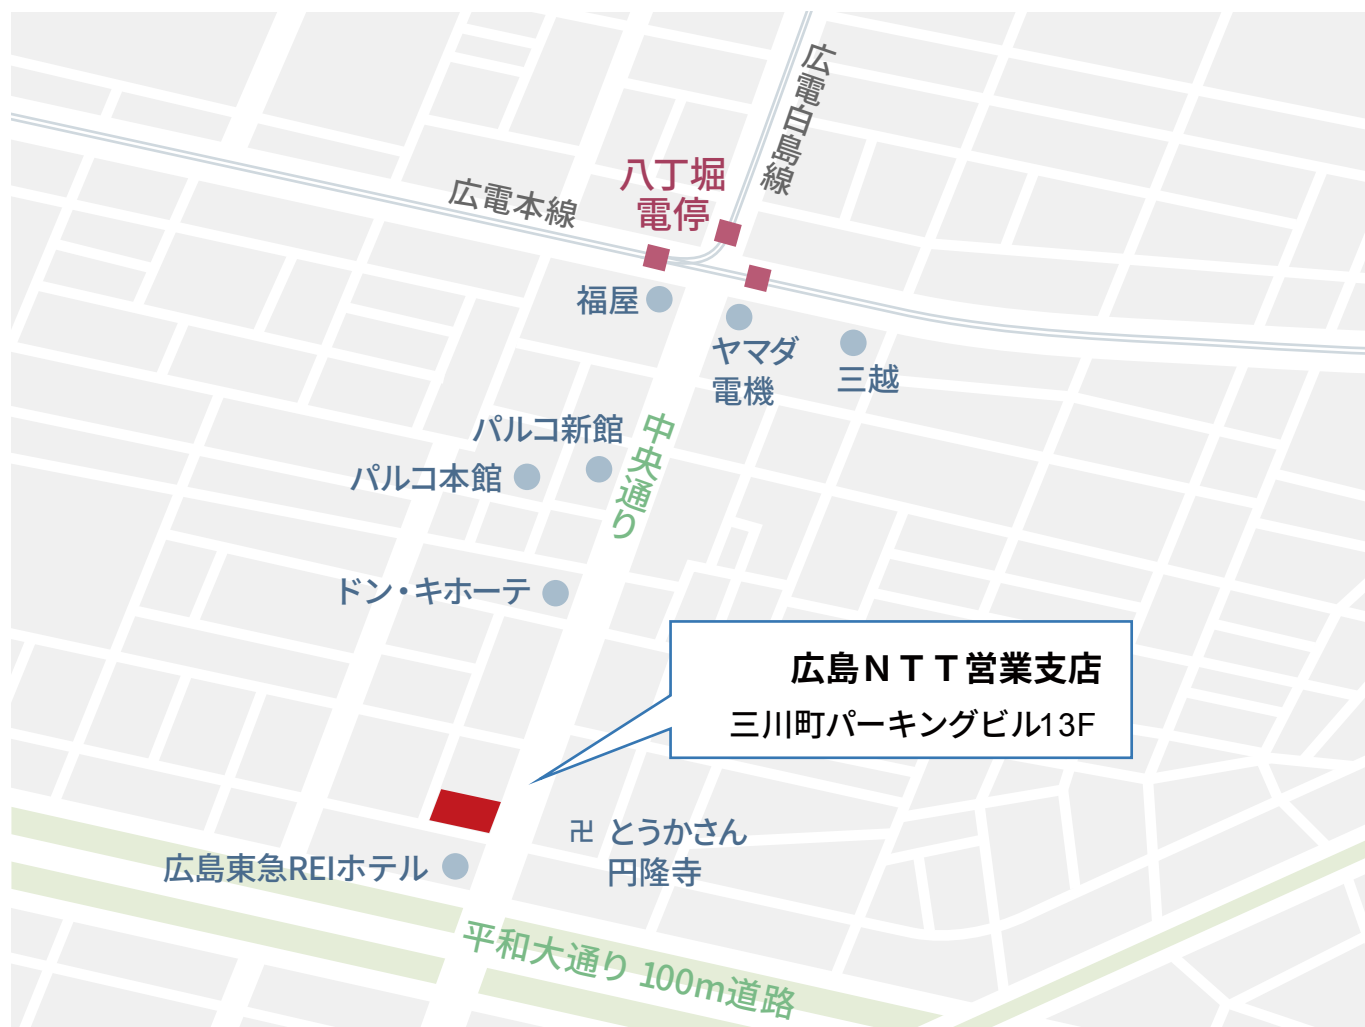 広電白島線
八丁堀
電停
広電本線
福屋
ヤマダ
電機
三越
中央通り
パルコ新館
パルコ本館
ドン・キホーテ
広島ＮＴＴ営業支店
三川町パーキングビル13F
卍 とうかさん
円隆寺
広島東急REIホテル
平和大通り 100m道路